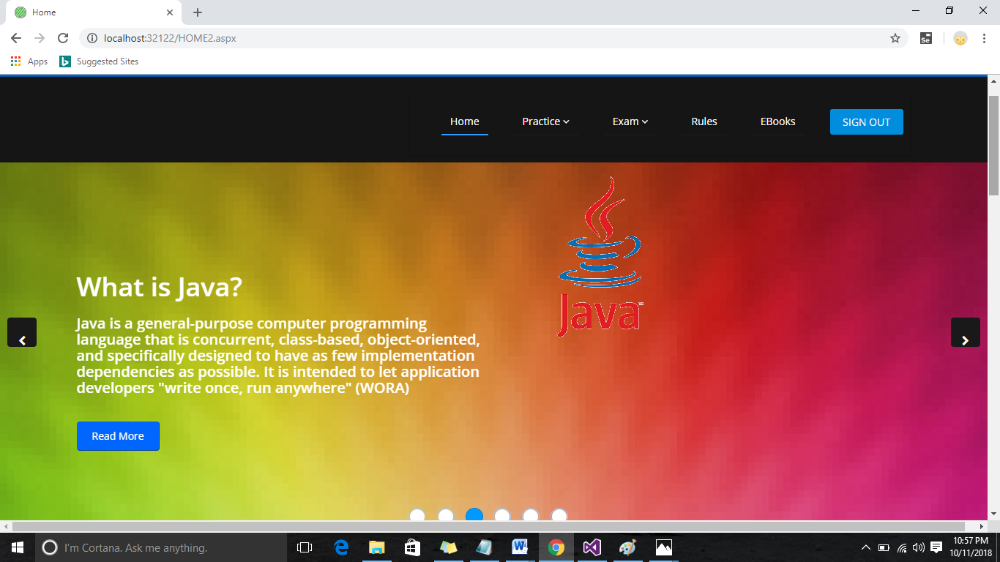 Home
localhost:32122/HOME2.aspx
Se
Apps
b Suggested Sites
Home Practice Exam Rules EBooks SIGN OUT
Java™
What is Java?
Java is a general-purpose computer programming
language that is concurrent, class-based, object-oriented,
and specifically designed to have as few implementation
dependencies as possible. It is intended to let application
developers "write once, run anywhere" (WORA)
Read More
I'm Cortana. Ask me anything.
10:57 PM
10/11/2018